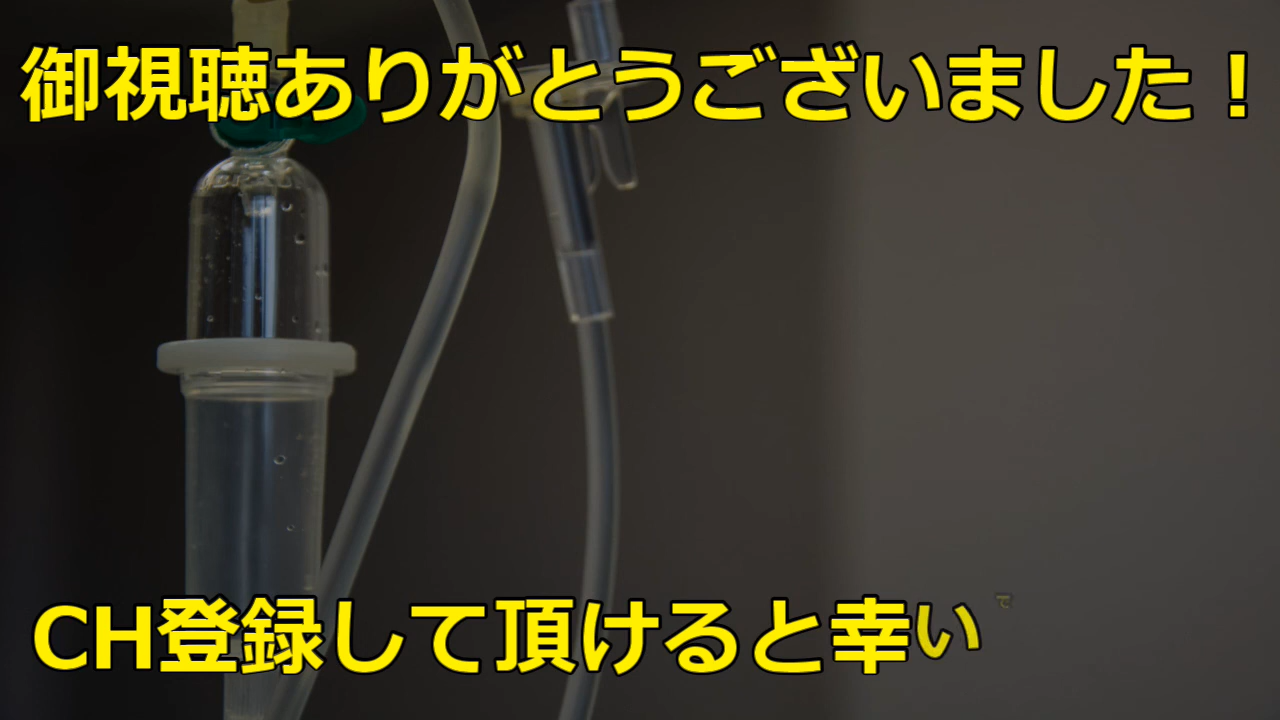 御視聴ありがとうございました！
CH登録して頂けると幸いで